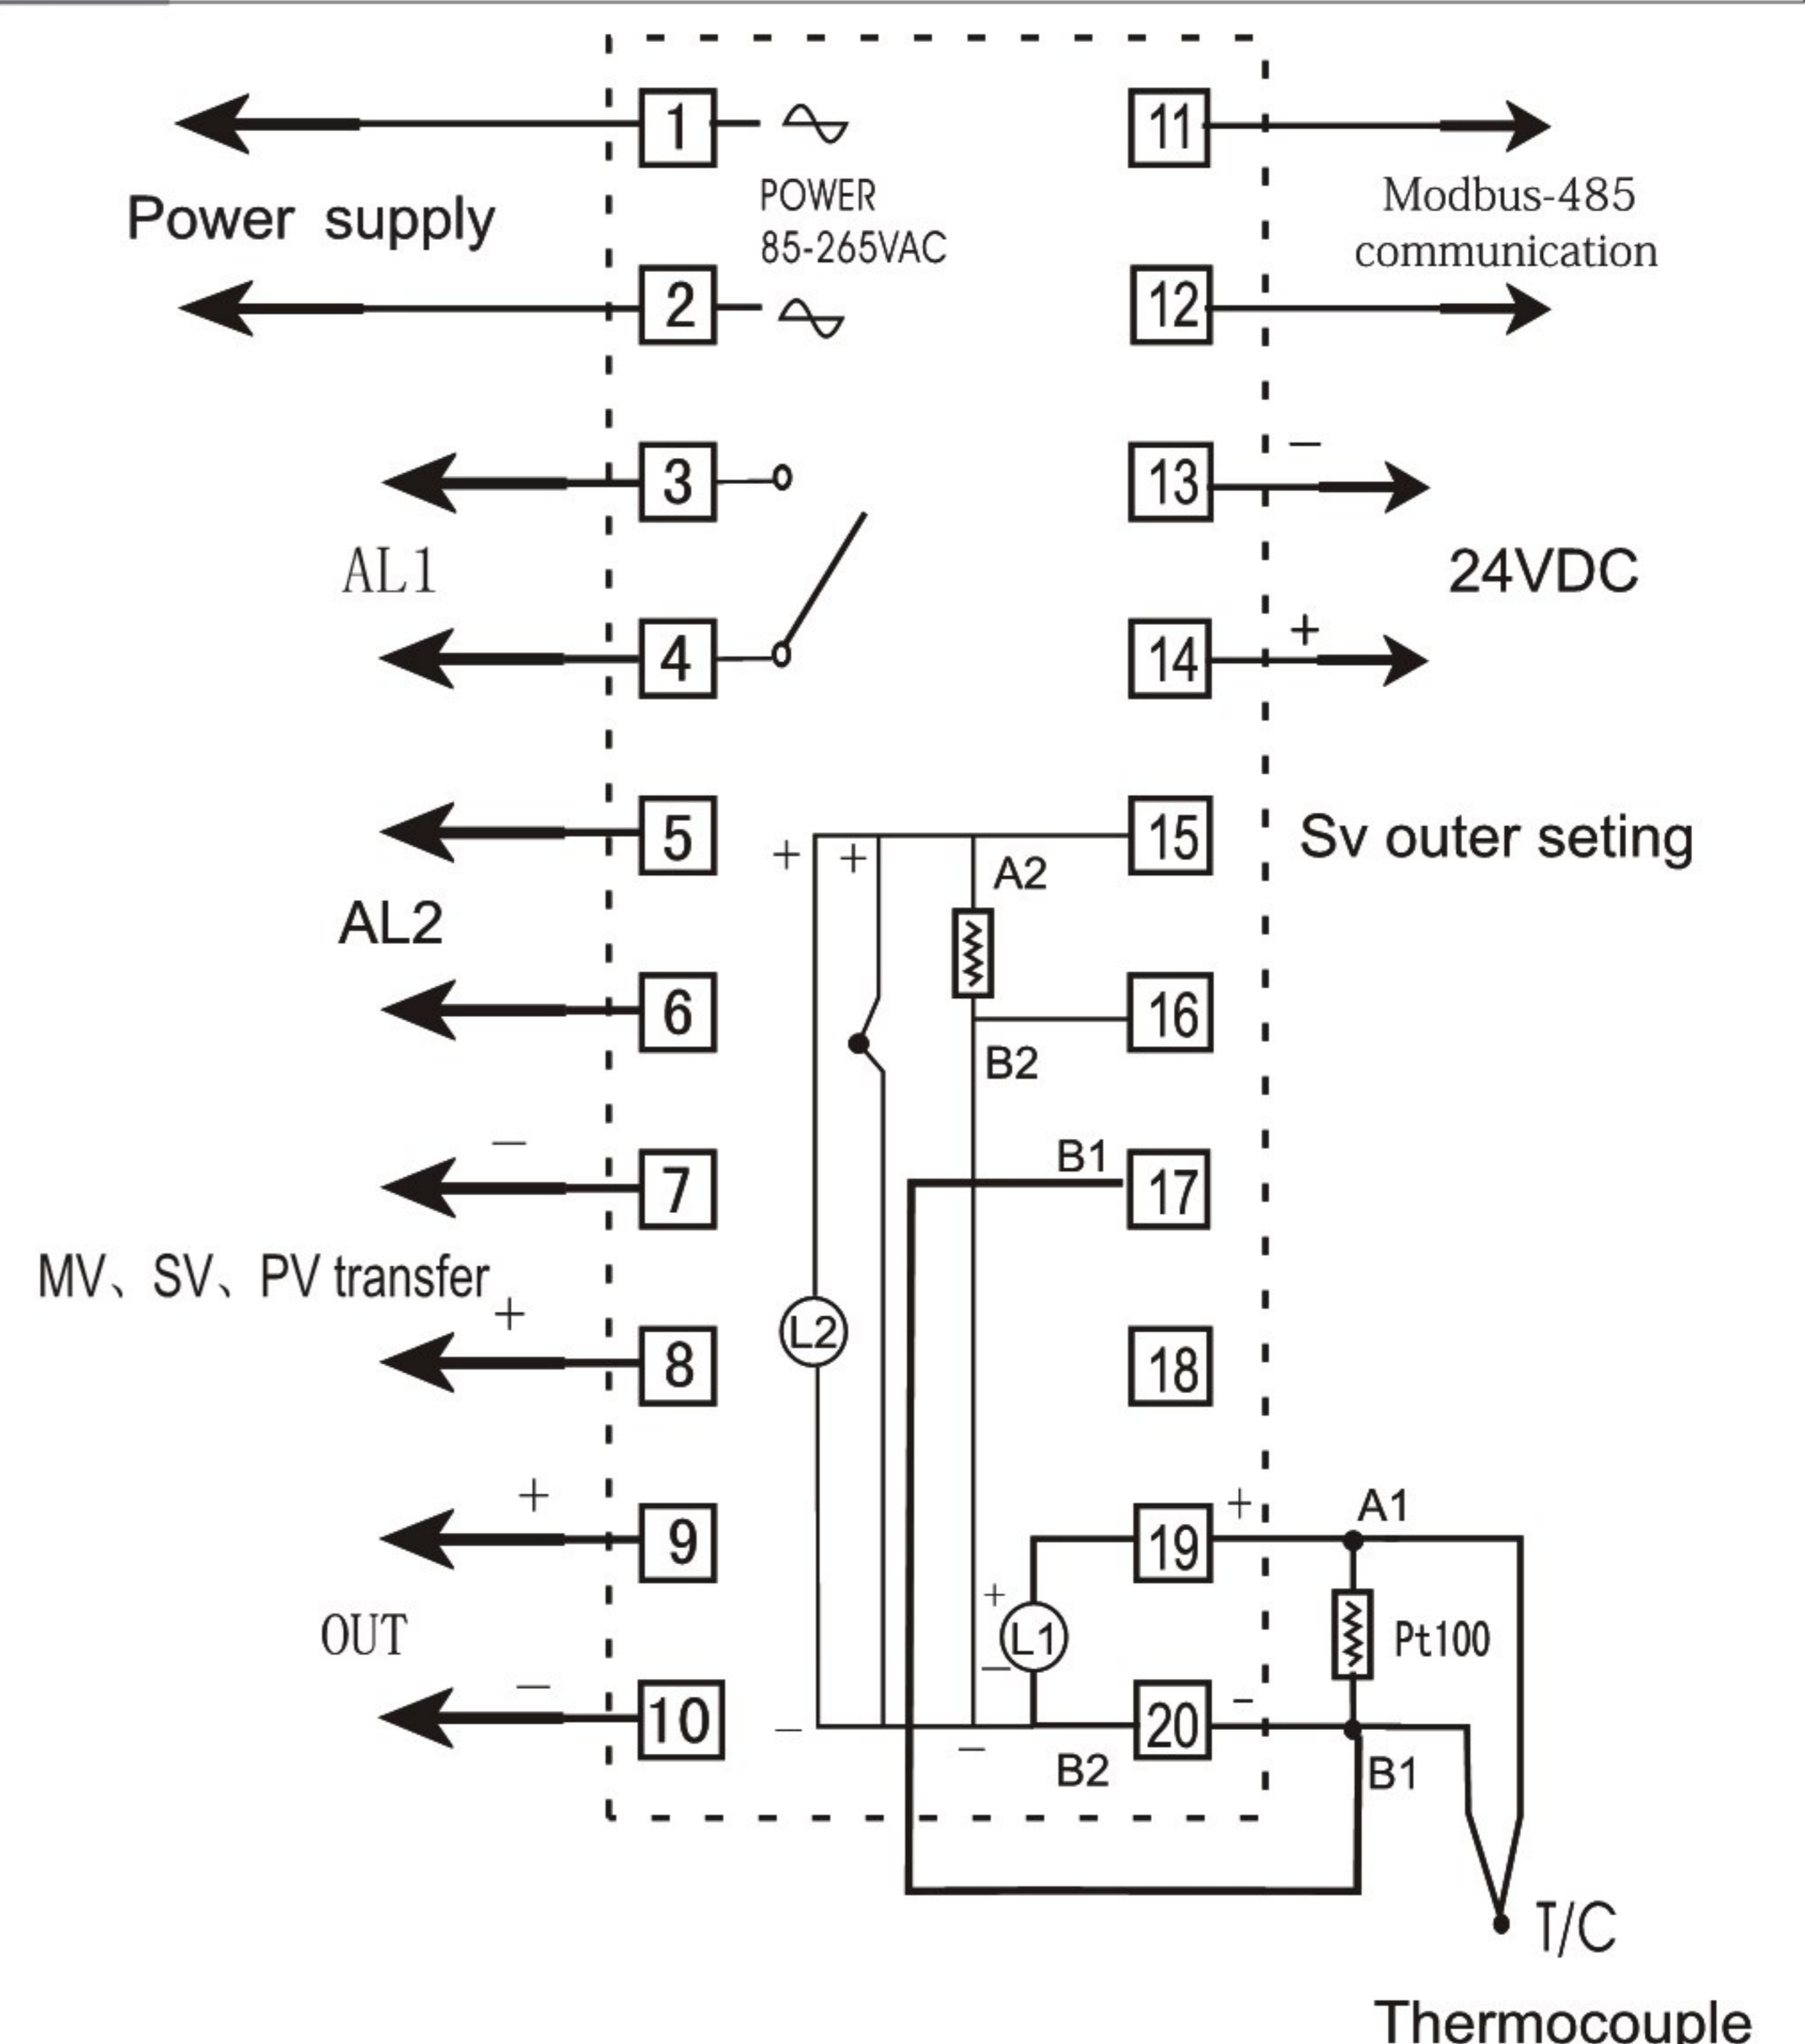 1
11
POWER
85-265VAC
Power supply
Modbus-485
communication
2
12
3
13
−
AL1
24VDC
4
14
+
5
15
Sv outer seting
+
+
A2
AL2
6
16
B2
−
7
B1
17
MV、SV、PV transfer
+
L2
8
18
+
9
19
+
A1
OUT
+
L1
−
Pt100
−
10
−
−
B2
20
-
B1
T/C
Thermocouple